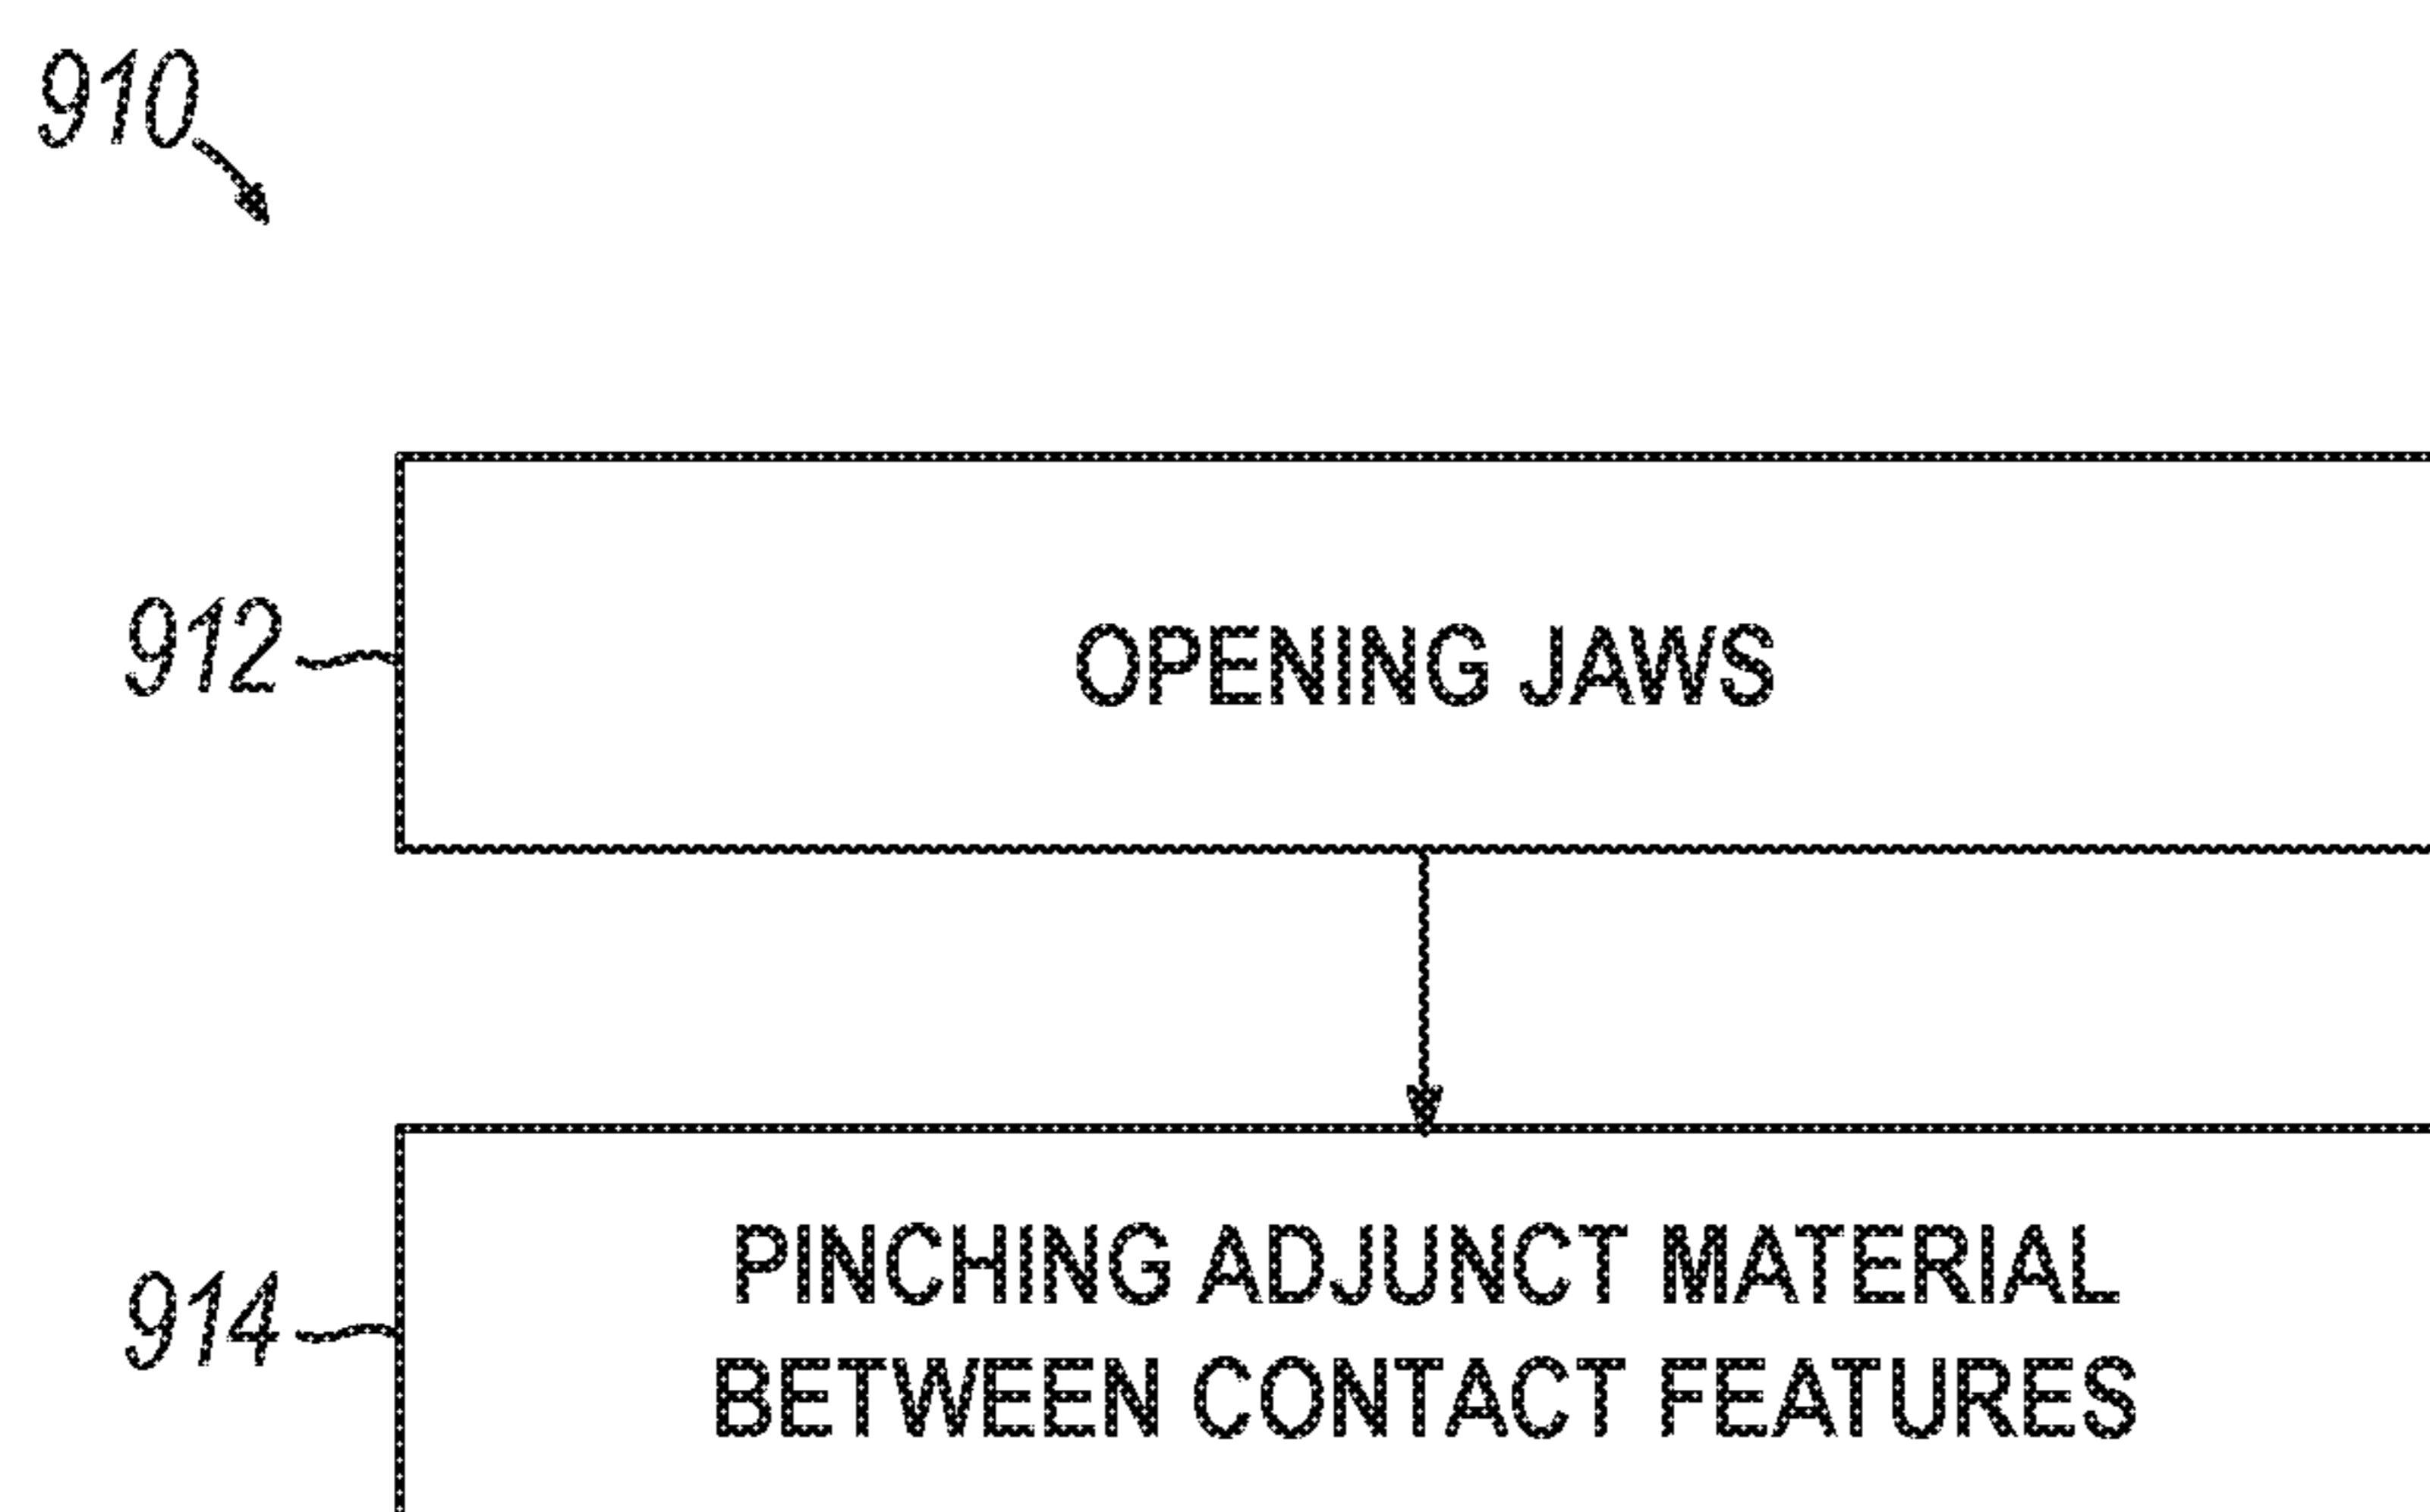 910
912
OPENING JAWS
914
PINCHING ADJUNCT MATERIAL
BETWEEN CONTACT FEATURES